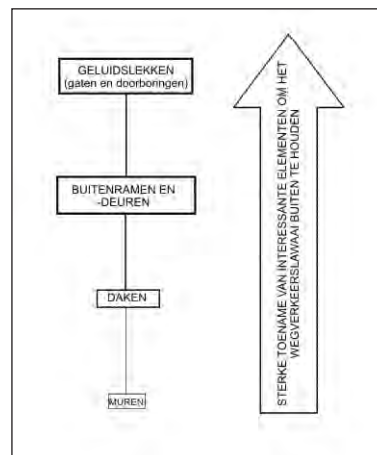 GELUIDSLEKKEN
(gaten en doorboringen)
BUITENRAMEN EN
-DEUREN
DAKEN
MUREN
STERKE TOENAME VAN INTERESSANTE ELEMENTEN OM HET
WEGVERKEERSLAWAAI BUITEN TE HOUDEN